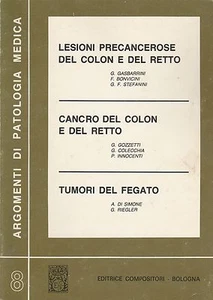 LESIONI PRECANCEROSE
DEL COLON E DEL RETTO
G. GASBARRINI
F. BONVICINI
G. F. STEFANINI
CANCRO DEL COLON
E DEL RETTO
G. GOZZETTI
G. COLECCHIA
P. INNOCENTI
TUMORI DEL FEGATO
A. DI SIMONE
G. RIEGLER
EDITRICE COMPOSITORI - BOLOGNA
ARGOMENTI DI PATOLOGIA MEDICA
8